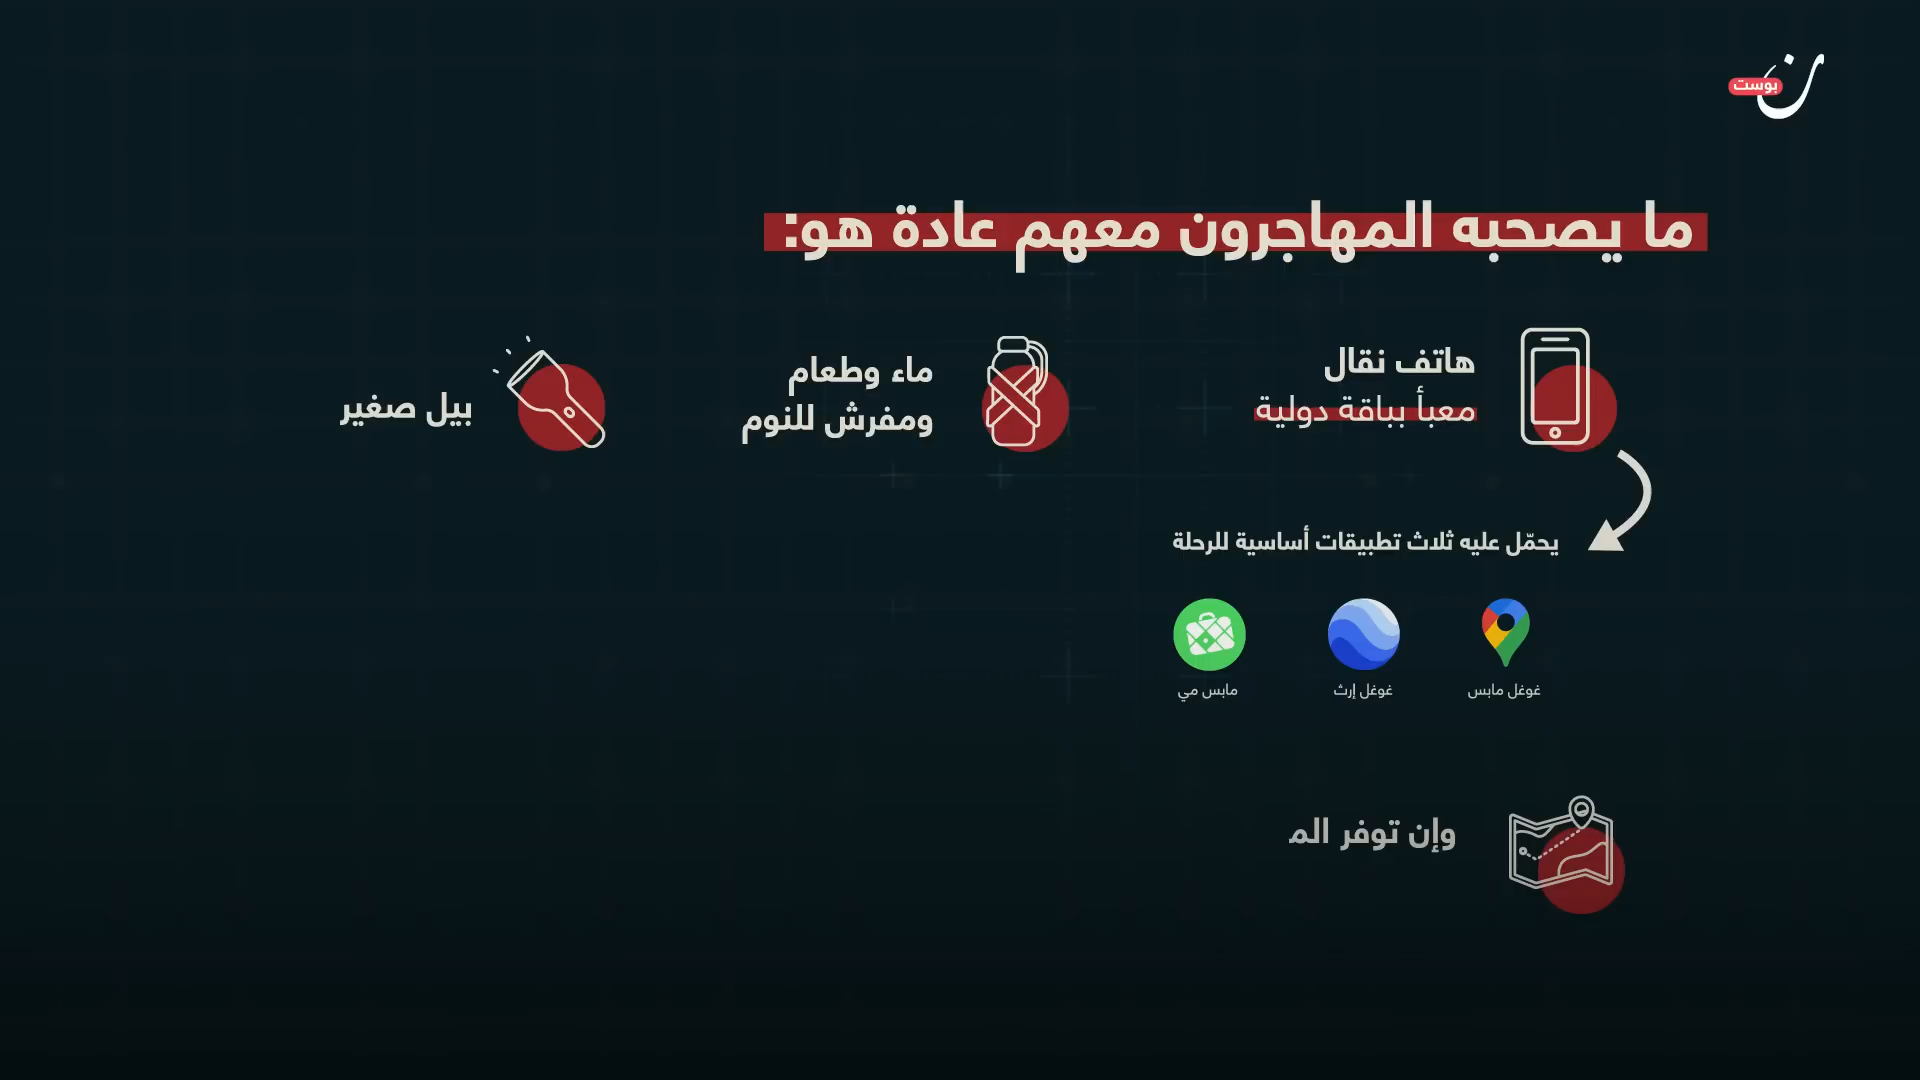 ن
بوست
ما يصحبه المهاجرون معهم عادة هو:
هاتف نقال
معبأ بباقة دولية
ماء وطعام
ومفرش للنوم
بيل صغير
يحمّل عليه ثلاث تطبيقات أساسية للرحلة
غوغل مابس
غوغل إرث
مابس مي
وإن توفر الم